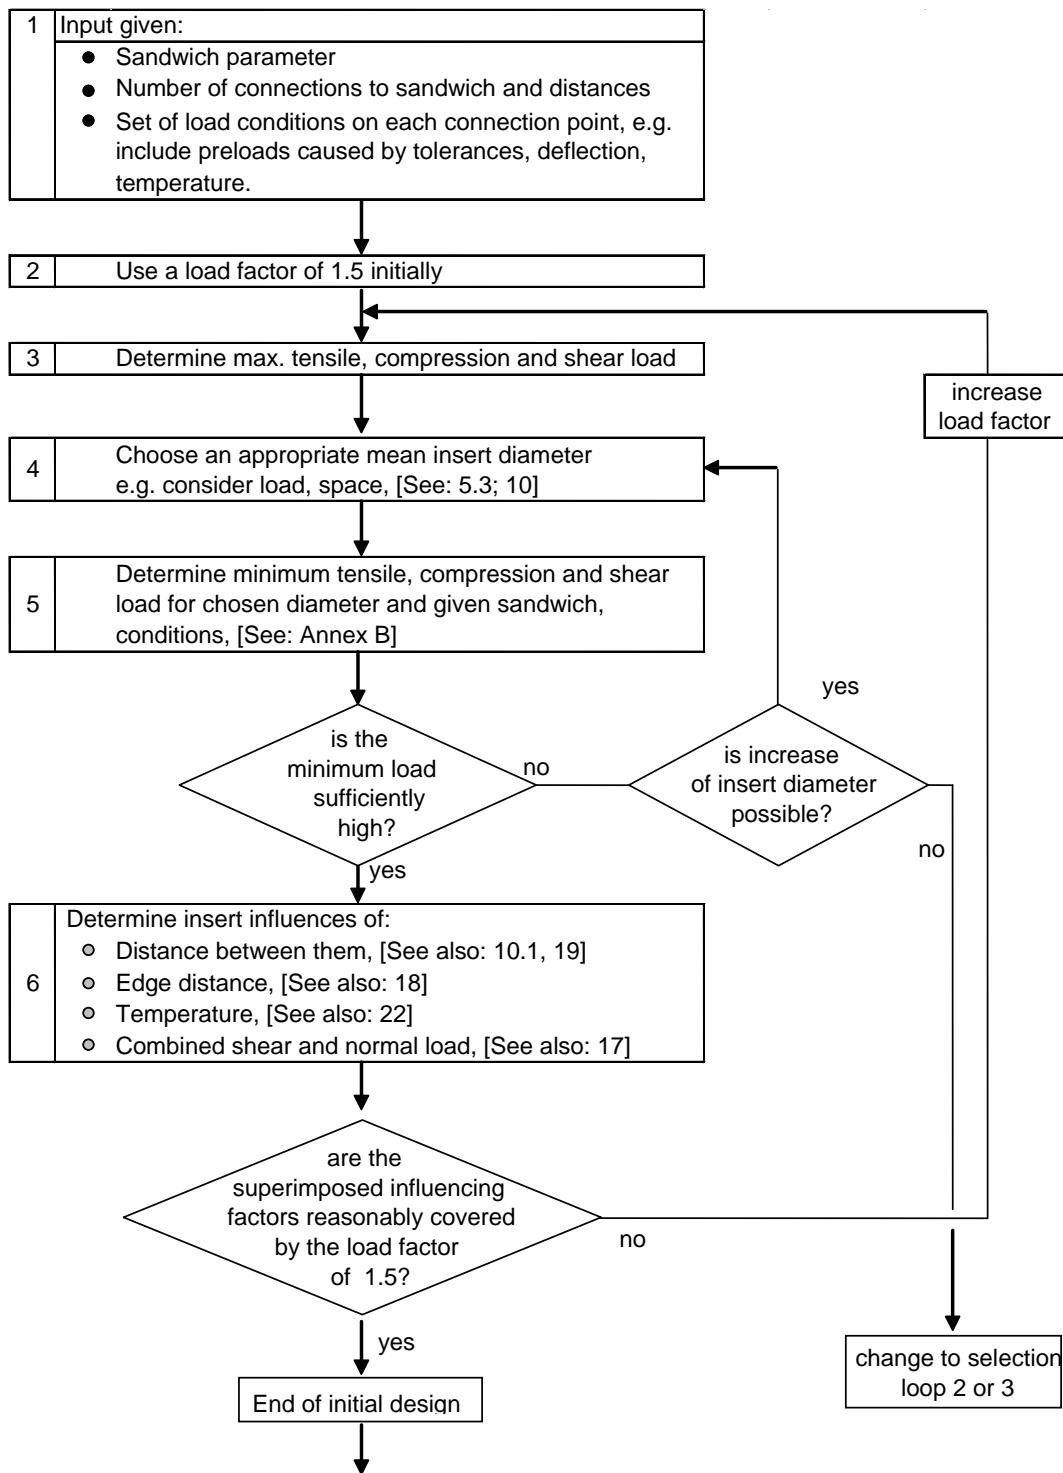 1 Input given:
● Sandwich parameter
● Number of connections to sandwich and distances
● Set of load conditions on each connection point, e.g.
include preloads caused by tolerances, deflection,
temperature.
2 Use a load factor of 1.5 initially
3 Determine max. tensile, compression and shear load
increase
load factor
4 Choose an appropriate mean insert diameter
e.g. consider load, space, [See: 5.3; 10]
5 Determine minimum tensile, compression and shear
load for chosen diameter and given sandwich,
conditions, [See: Annex B]
yes
is the
minimum load
sufficiently
high?
no
is increase
of insert diameter
possible?
no
yes
6 Determine insert influences of:
Distance between them, [See also: 10.1, 19]
Edge distance, [See also: 18]
Temperature, [See also: 22]
Combined shear and normal load, [See also: 17]
are the
superimposed influencing
factors reasonably covered
by the load factor
of 1.5?
no
yes
End of initial design
change to selection
loop 2 or 3